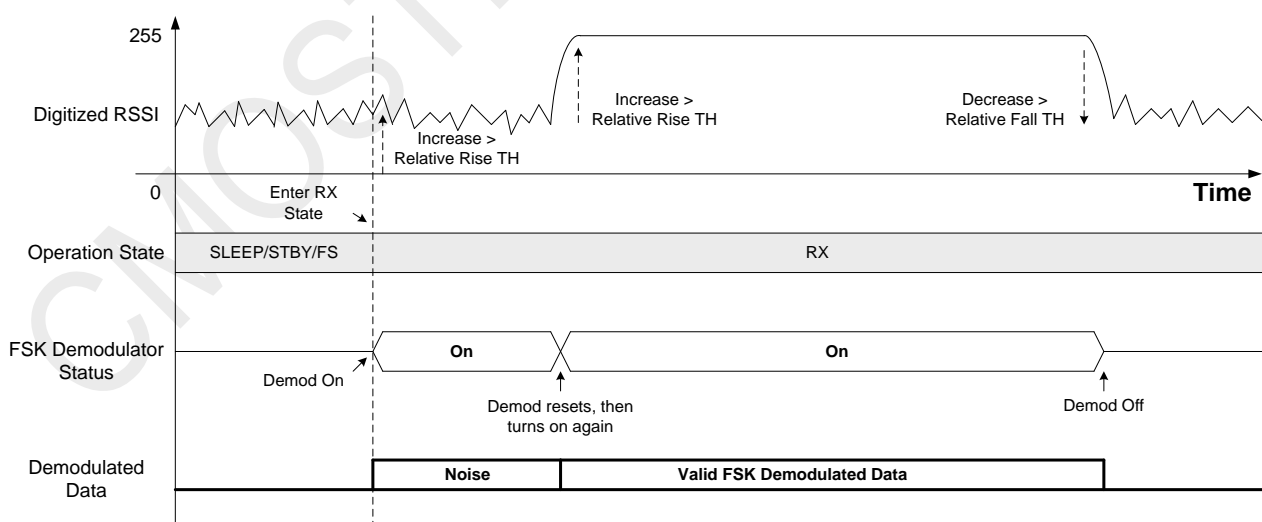 255
Digitized RSSI
Increase >
Relative Rise TH
Increase >
Relative Rise TH
Decrease >
Relative Fall TH
0
Enter RX
State
Time
Operation State
SLEEP/STBY/FS
RX
FSK Demodulator
Status
On
On
Demod On
Demod resets, then
turns on again
Demod Off
Demodulated
Data
Noise
Valid FSK Demodulated Data
CMOST